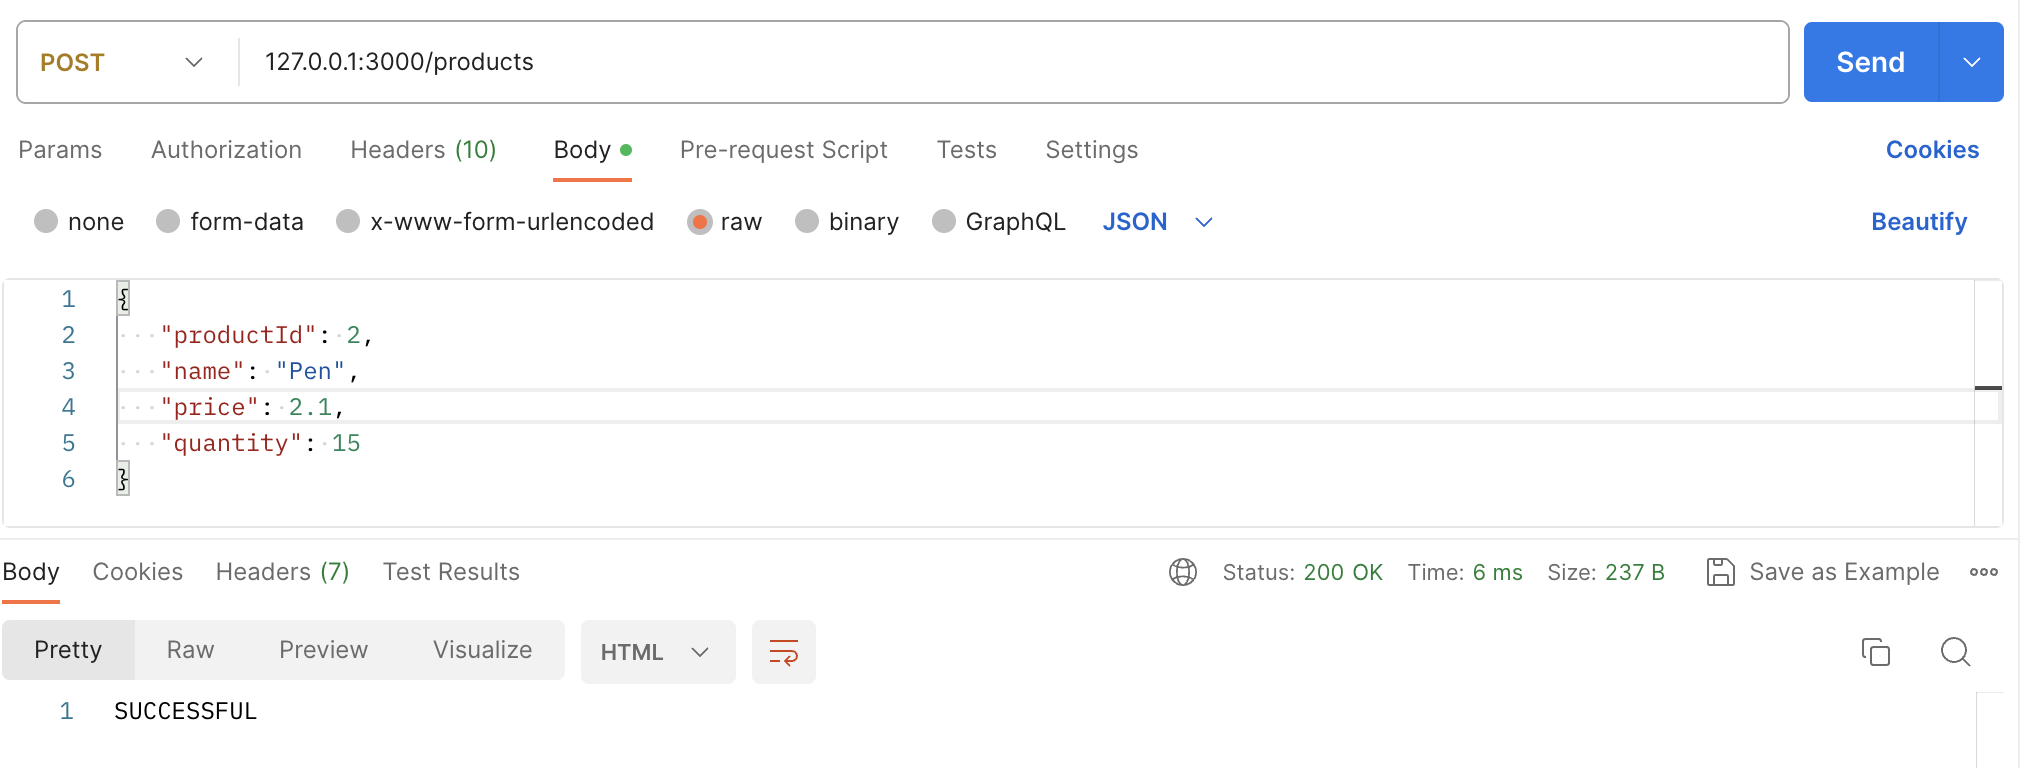 POST 127.0.0.1:3000/products Send
Params Authorization Headers (10) Body Pre-request Script Tests Settings Cookies
none form-data x-www-form-urlencoded raw binary GraphQL JSON Beautify
1 {
2 "productId": 2,
3 "name": "Pen",
4 "price": 2.1,
5 "quantity": 15
6 }
Body Cookies Headers (7) Test Results Status: 200 OK Time: 6 ms Size: 237 B Save as Example
Pretty Raw Preview Visualize HTML
1 SUCCESSFUL